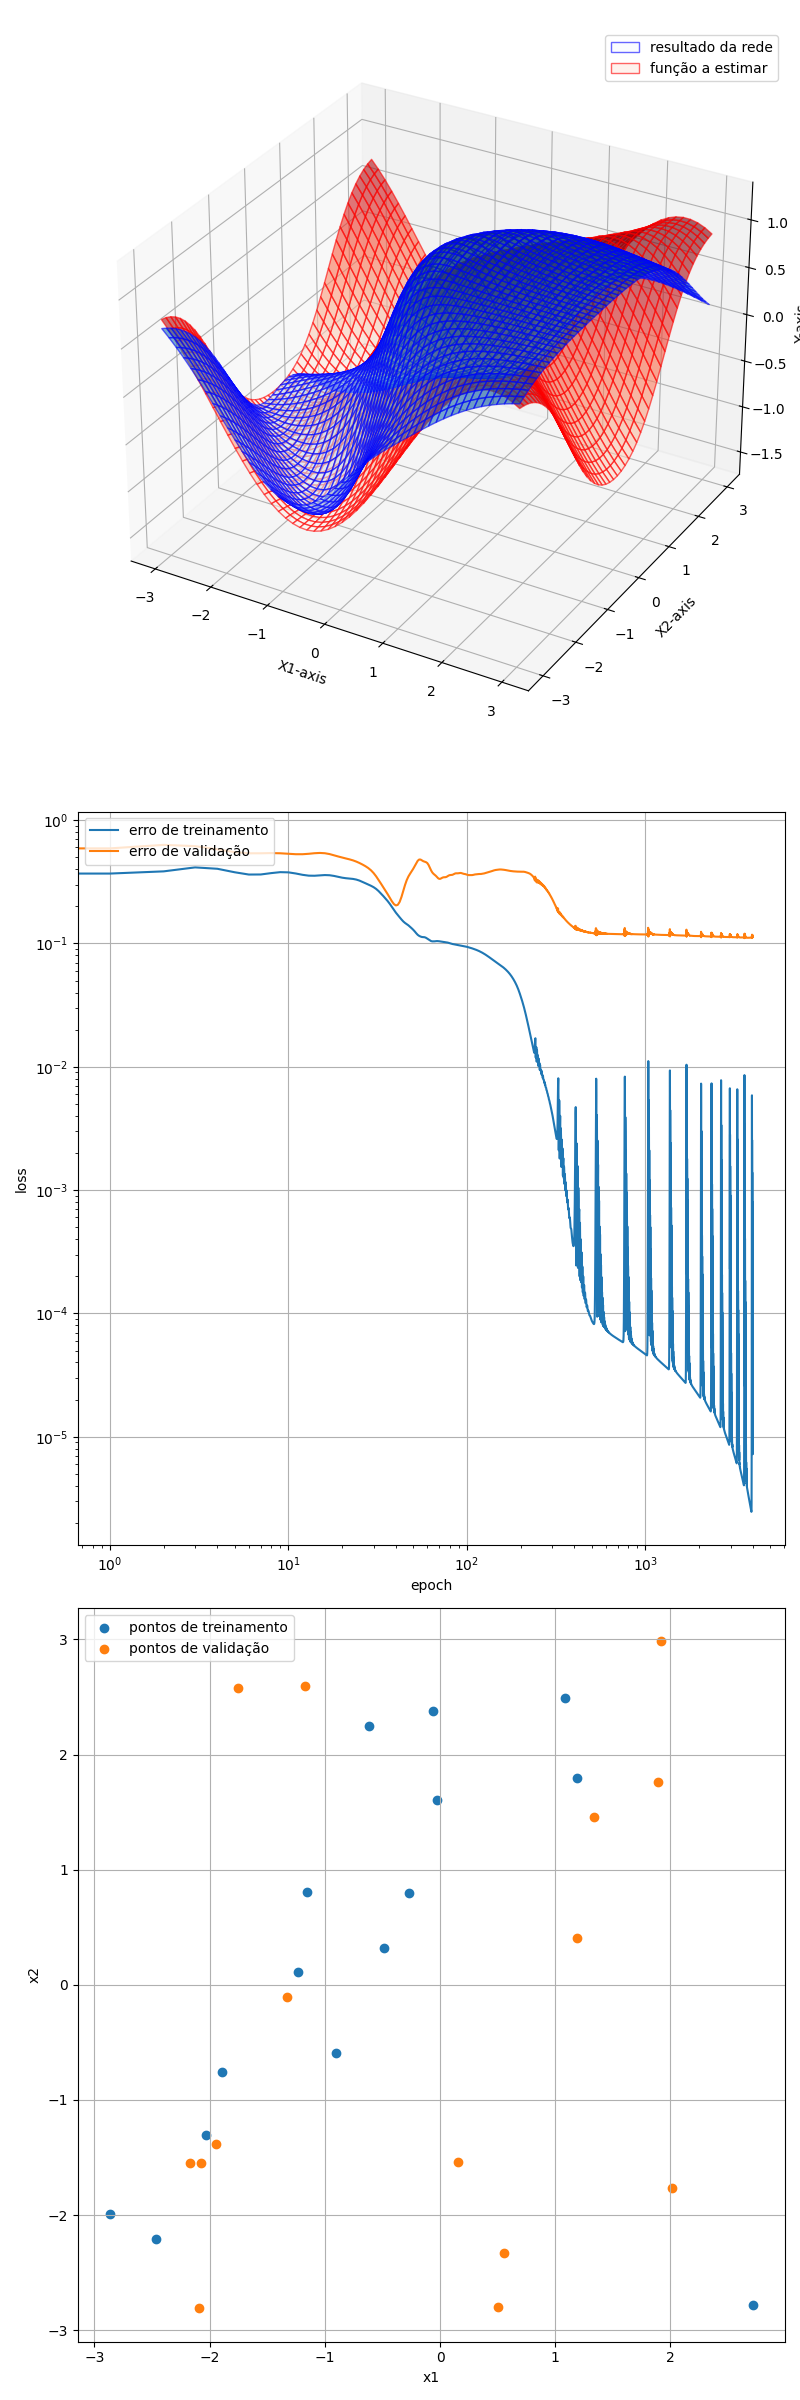 resultado da rede
função a estimar
1.0
0.5
0.0
−0.5
−1.0
−1.5
−3
−2
−1
0
1
2
3
X1-axis
−3
−2
−1
0
1
2
3
X2-axis
erro de treinamento
erro de validação
10⁰
10⁻¹
10⁻²
10⁻³
10⁻⁴
10⁻⁵
loss
10⁰ 10¹ 10² 10³
epoch
pontos de treinamento
pontos de validação
3
2
1
0
−1
−2
−3
x2
−3 −2 −1 0 1 2
x1